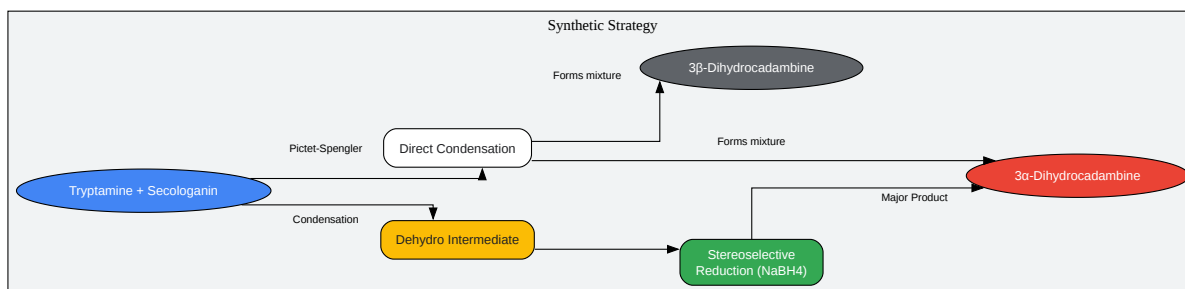 Synthetic Strategy
3β-Dihydrocadambine
Forms mixture
Pictet-Spengler
Direct Condensation
Forms mixture
Tryptamine + Secologanin
3α-Dihydrocadambine
Major Product
Condensation
Dehydro Intermediate
Stereoselective
Reduction (NaBH4)